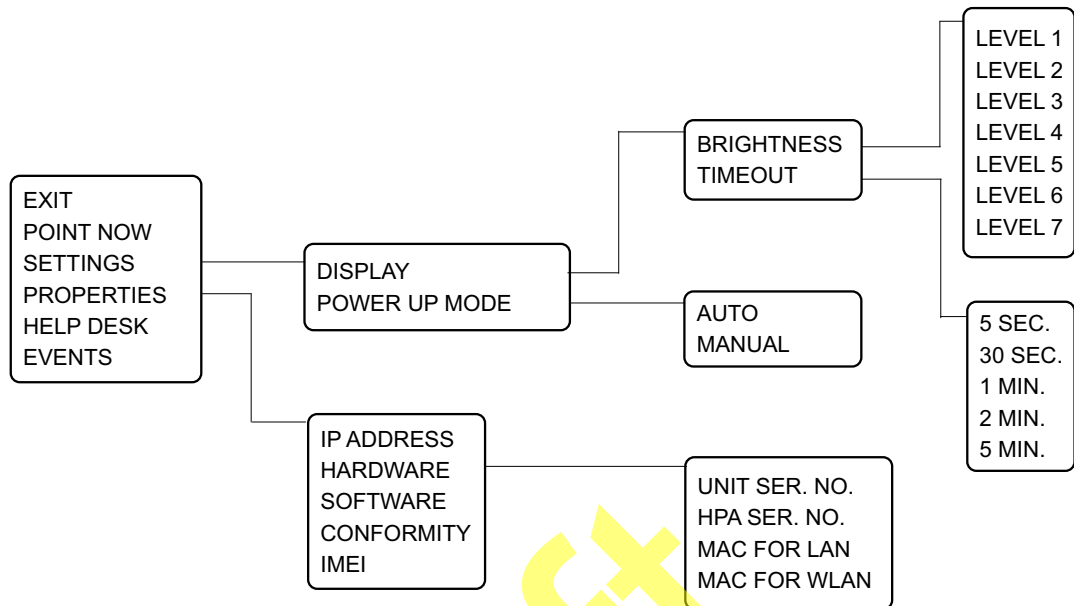 EXIT
POINT NOW
SETTINGS
PROPERTIES
HELP DESK
EVENTS
DISPLAY
POWER UP MODE
BRIGHTNESS
TIMEOUT
LEVEL 1
LEVEL 2
LEVEL 3
LEVEL 4
LEVEL 5
LEVEL 6
LEVEL 7
5 SEC.
30 SEC.
1 MIN.
2 MIN.
5 MIN.
AUTO
MANUAL
IP ADDRESS
HARDWARE
SOFTWARE
CONFORMITY
IMEI
UNIT SER. NO.
HPA SER. NO.
MAC FOR LAN
MAC FOR WLAN